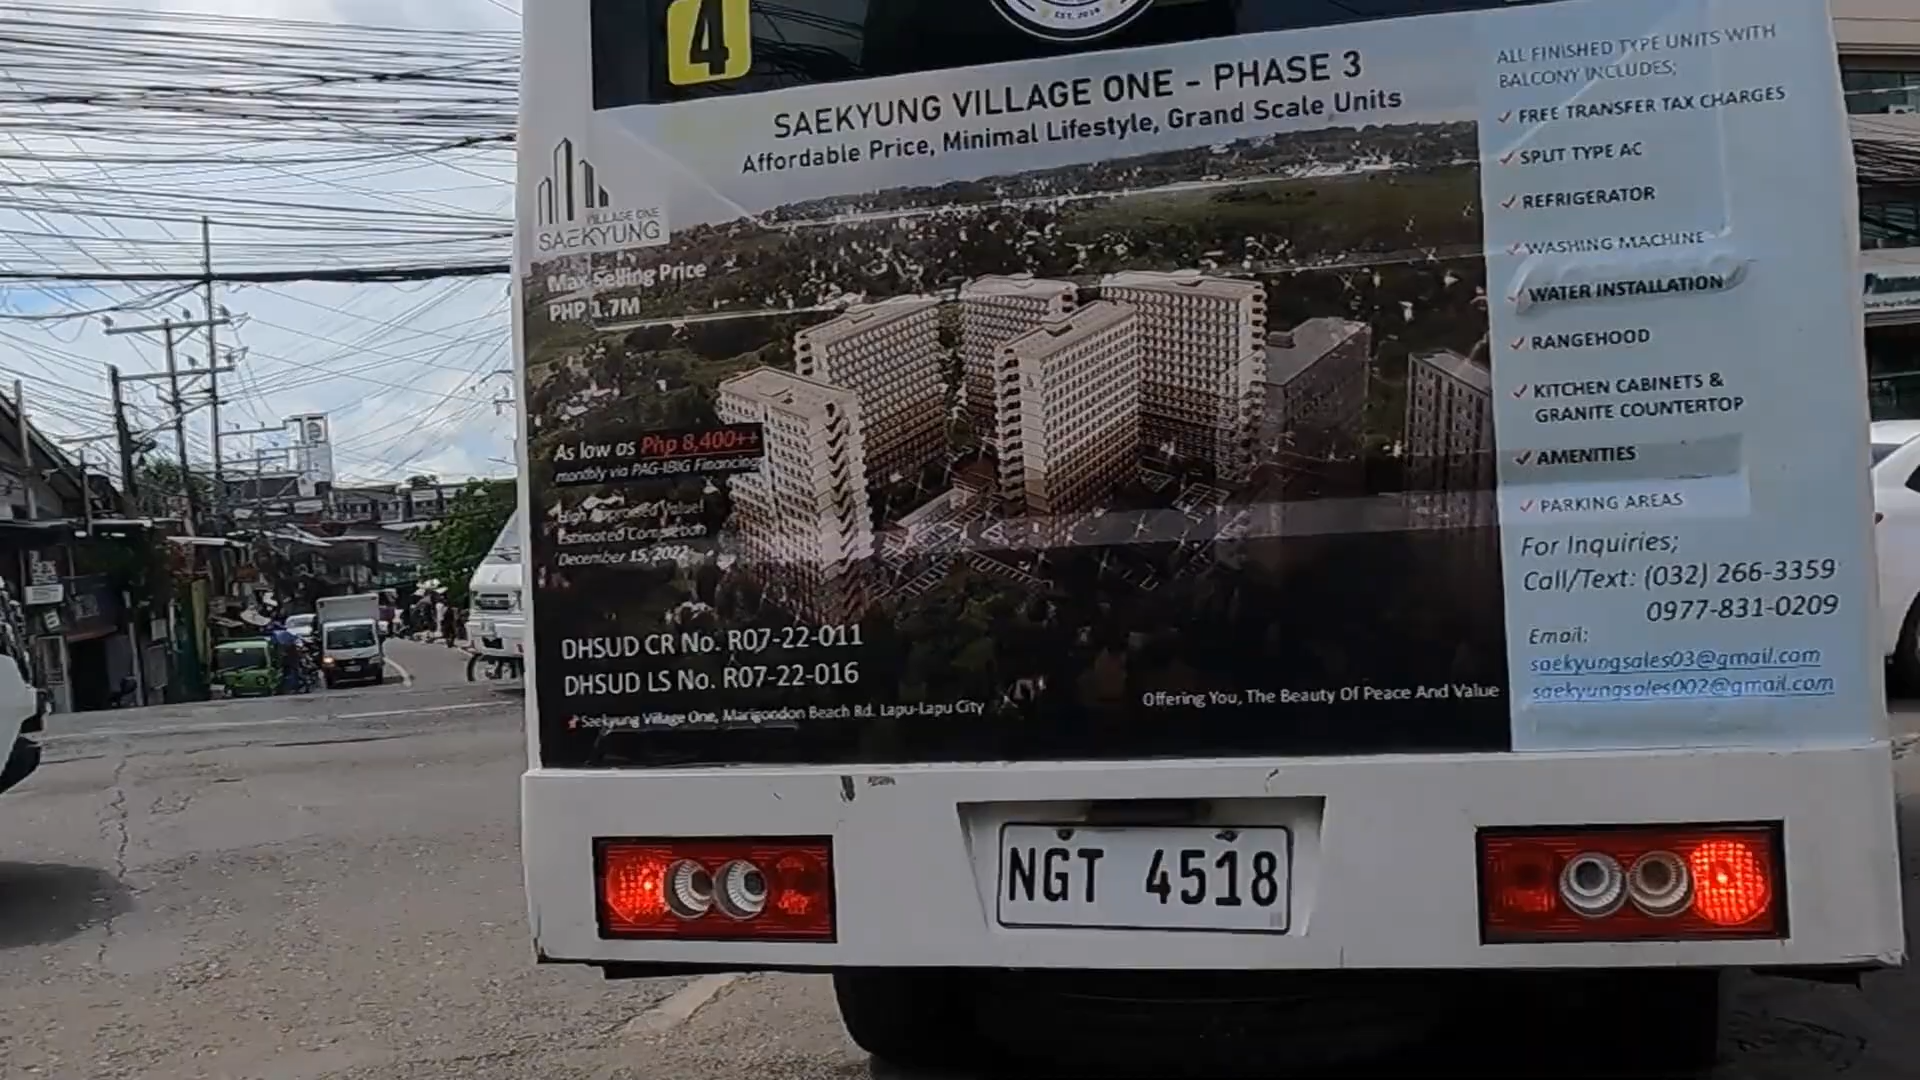 4
EST. 2019
SAEKYUNG VILLAGE ONE - PHASE 3
Affordable Price, Minimal Lifestyle, Grand Scale Units
VILLAGE ONE
SAEKYUNG
Max Selling Price
PHP 1.7M
As low as Php 8,400++
monthly via PAG-IBIG Financing
High Appraised Value!
Estimated Completion
December 15, 2022
DHSUD CR No. R07-22-011
DHSUD LS No. R07-22-016
Saekyung Village One, Marigondon Beach Rd. Lapu-Lapu City
Offering You, The Beauty Of Peace And Value
ALL FINISHED TYPE UNITS WITH
BALCONY INCLUDES;
FREE TRANSFER TAX CHARGES
SPLIT TYPE AC
REFRIGERATOR
WASHING MACHINE
WATER INSTALLATION
RANGEHOOD
KITCHEN CABINETS &
GRANITE COUNTERTOP
AMENITIES
PARKING AREAS
For Inquiries;
Call/Text: (032) 266-3359
0977-831-0209
Email:
saekyungsales03@gmail.com
saekyungsales002@gmail.com
NGT 4518